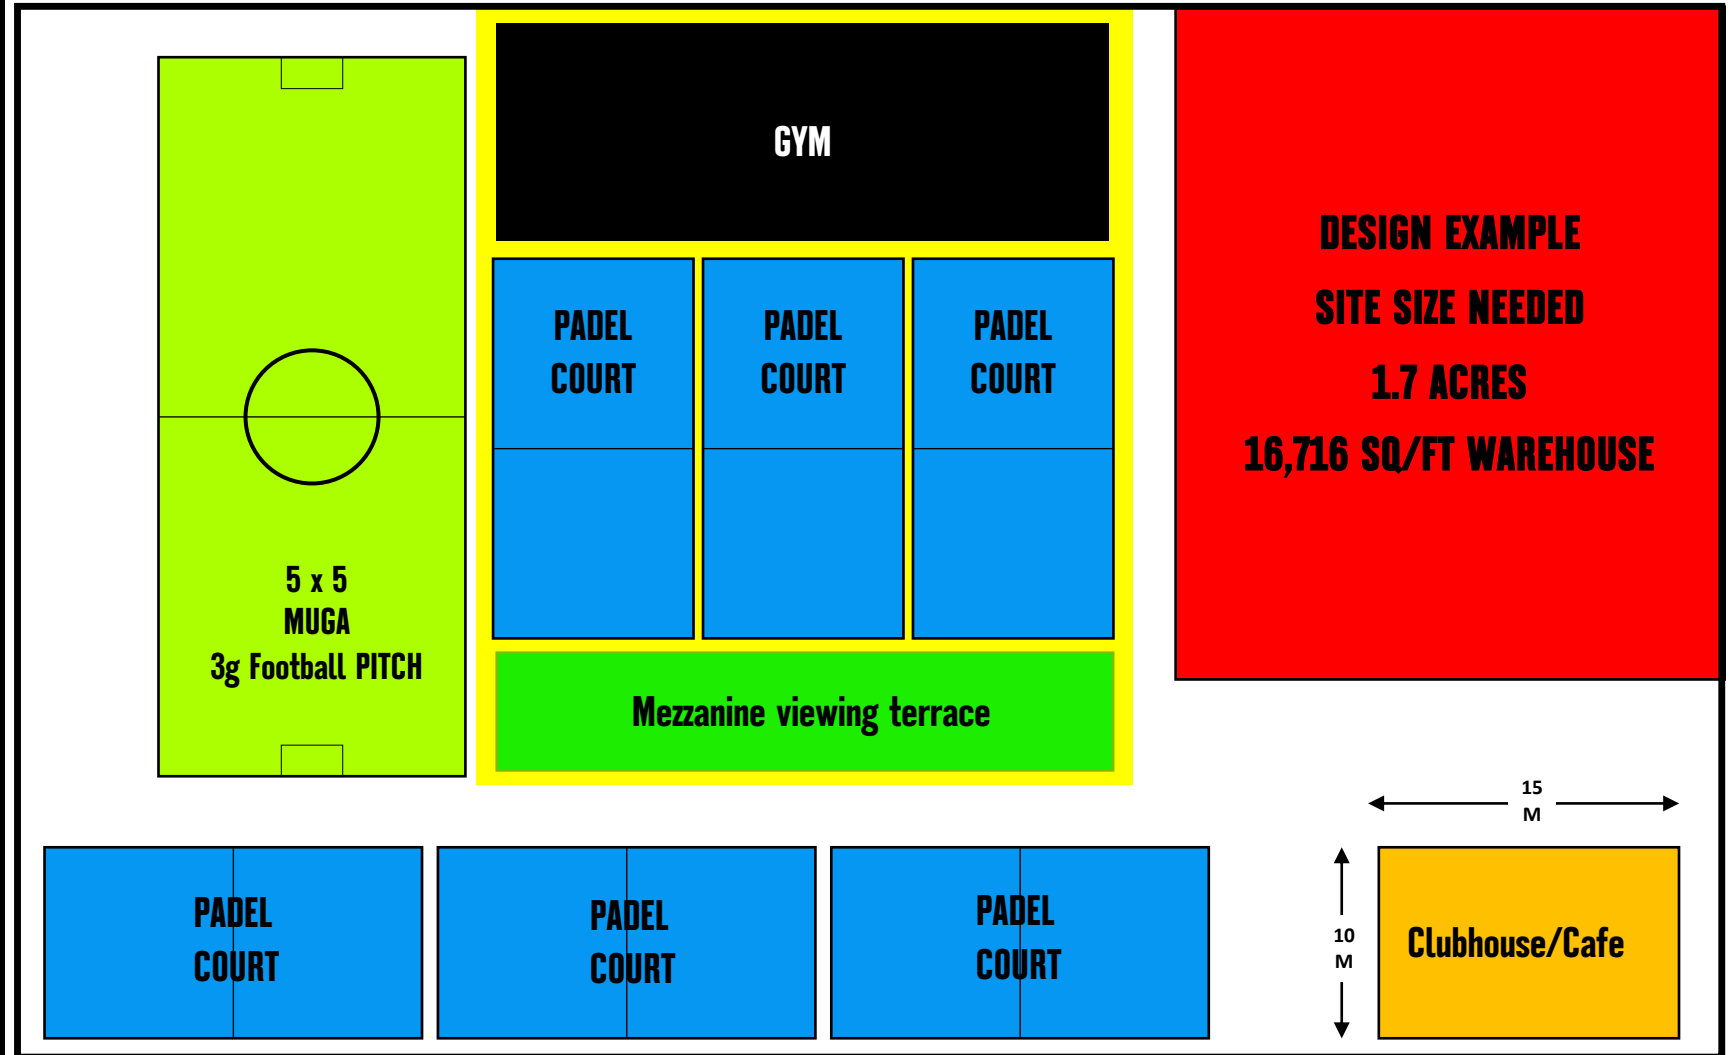 GYM
DESIGN EXAMPLE
SITE SIZE NEEDED
1.7 ACRES
16,716 SQ/FT WAREHOUSE
PADEL
COURT
PADEL
COURT
PADEL
COURT
5 x 5
MUGA
3g Football PITCH
Mezzanine viewing terrace
15
M
PADEL
COURT
PADEL
COURT
PADEL
COURT
10
M
Clubhouse/Cafe